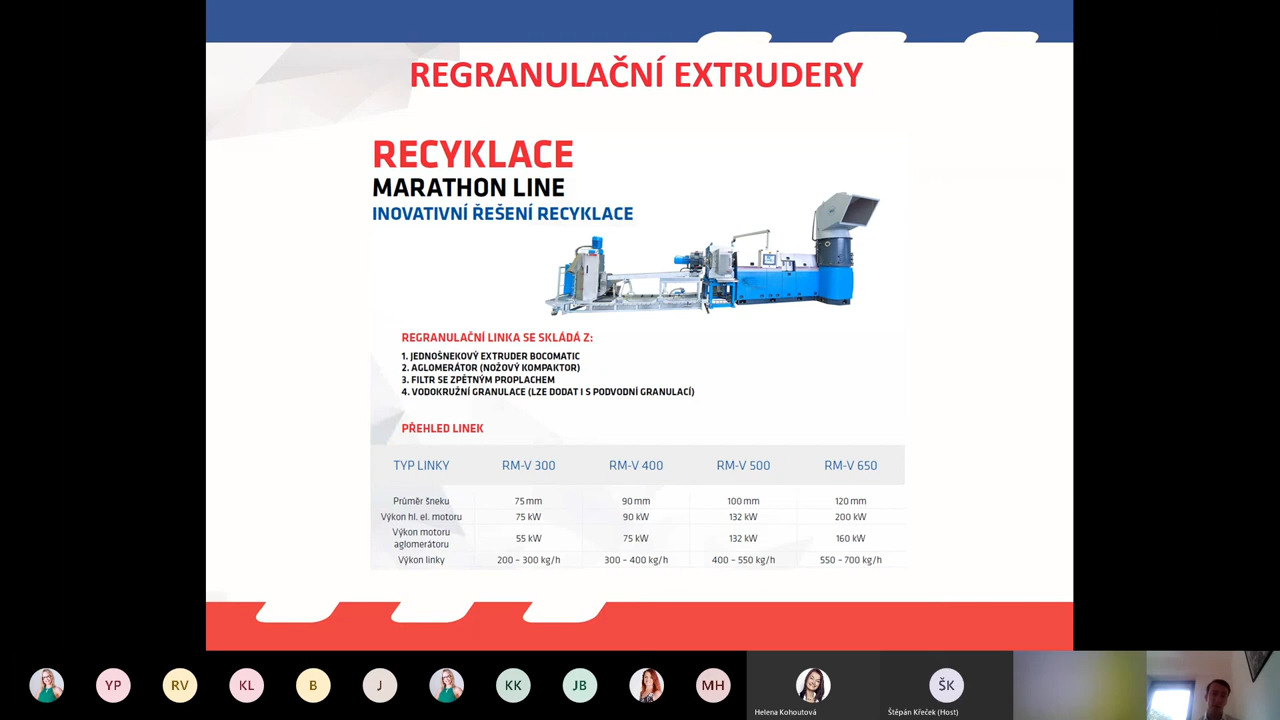 REGRANULAČNÍ EXTRUDERY
RECYKLACE
MARATHON LINE
INOVATIVNÍ ŘEŠENÍ RECYKLACE
REGRANULAČNÍ LINKA SE SKLÁDÁ Z:
1. JEDNOŠNEKOVÝ EXTRUDER BOCOMATIC
2. AGLOMERÁTOR (NOŽOVÝ KOMPAKTOR)
3. FILTR SE ZPĚTNÝM PROPLACHEM
4. VODOKRUŽNÍ GRANULACE (LZE DODAT I S PODVODNÍ GRANULACÍ)
PŘEHLED LINEK
TYP LINKY RM-V 300 RM-V 400 RM-V 500 RM-V 650
Průměr šneku 75 mm 90 mm 100 mm 120 mm
Výkon hl. el. motoru 75 kW 90 kW 132 kW 200 kW
Výkon motoru
aglomerátoru 55 kW 75 kW 132 kW 160 kW
Výkon linky 200 – 300 kg/h 300 – 400 kg/h 400 – 550 kg/h 550 – 700 kg/h
YP RV KL B J KK JB MH ŠK
Helena Kohoutová Štěpán Křeček (Host)